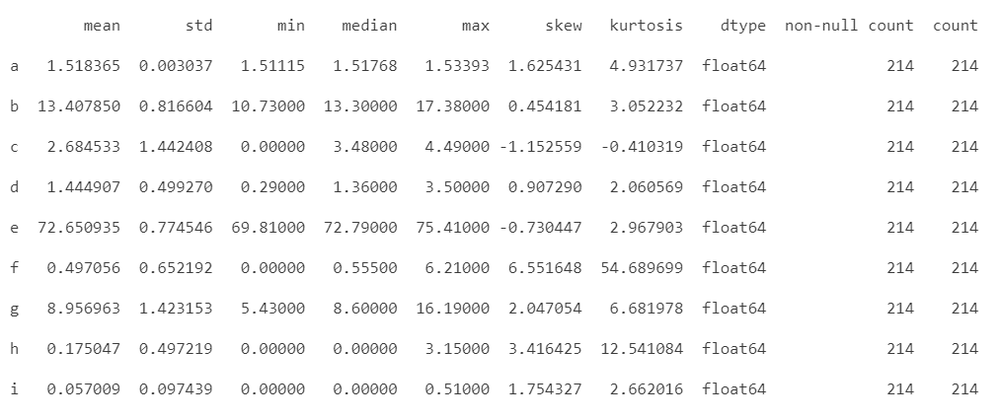 mean std min median max skew kurtosis dtype non-null count count
a 1.518365 0.003037 1.51115 1.51768 1.53393 1.625431 4.931737 float64 214 214
b 13.407850 0.816604 10.73000 13.30000 17.38000 0.454181 3.052232 float64 214 214
c 2.684533 1.442408 0.00000 3.48000 4.49000 -1.152559 -0.410319 float64 214 214
d 1.444907 0.499270 0.29000 1.36000 3.50000 0.907290 2.060569 float64 214 214
e 72.650935 0.774546 69.81000 72.79000 75.41000 -0.730447 2.967903 float64 214 214
f 0.497056 0.652192 0.00000 0.55500 6.21000 6.551648 54.689699 float64 214 214
g 8.956963 1.423153 5.43000 8.60000 16.19000 2.047054 6.681978 float64 214 214
h 0.175047 0.497219 0.00000 0.00000 3.15000 3.416425 12.541084 float64 214 214
i 0.057009 0.097439 0.00000 0.00000 0.51000 1.754327 2.662016 float64 214 214